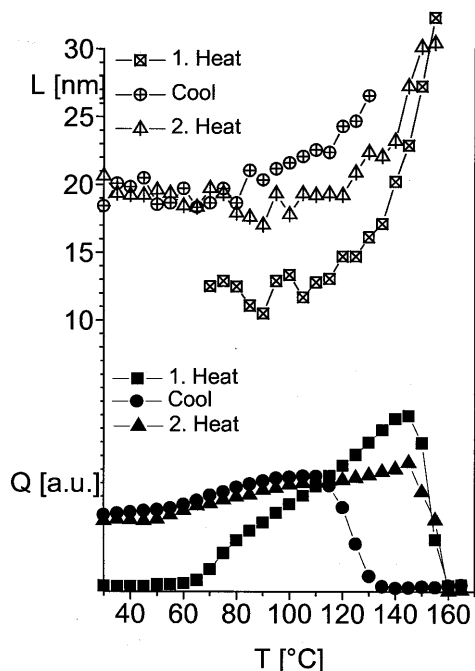 30
L [nm]
25
20
15
10
1. Heat
Cool
2. Heat
1. Heat
Cool
2. Heat
Q [a.u.]
40 60 80 100 120 140 160
T [°C]